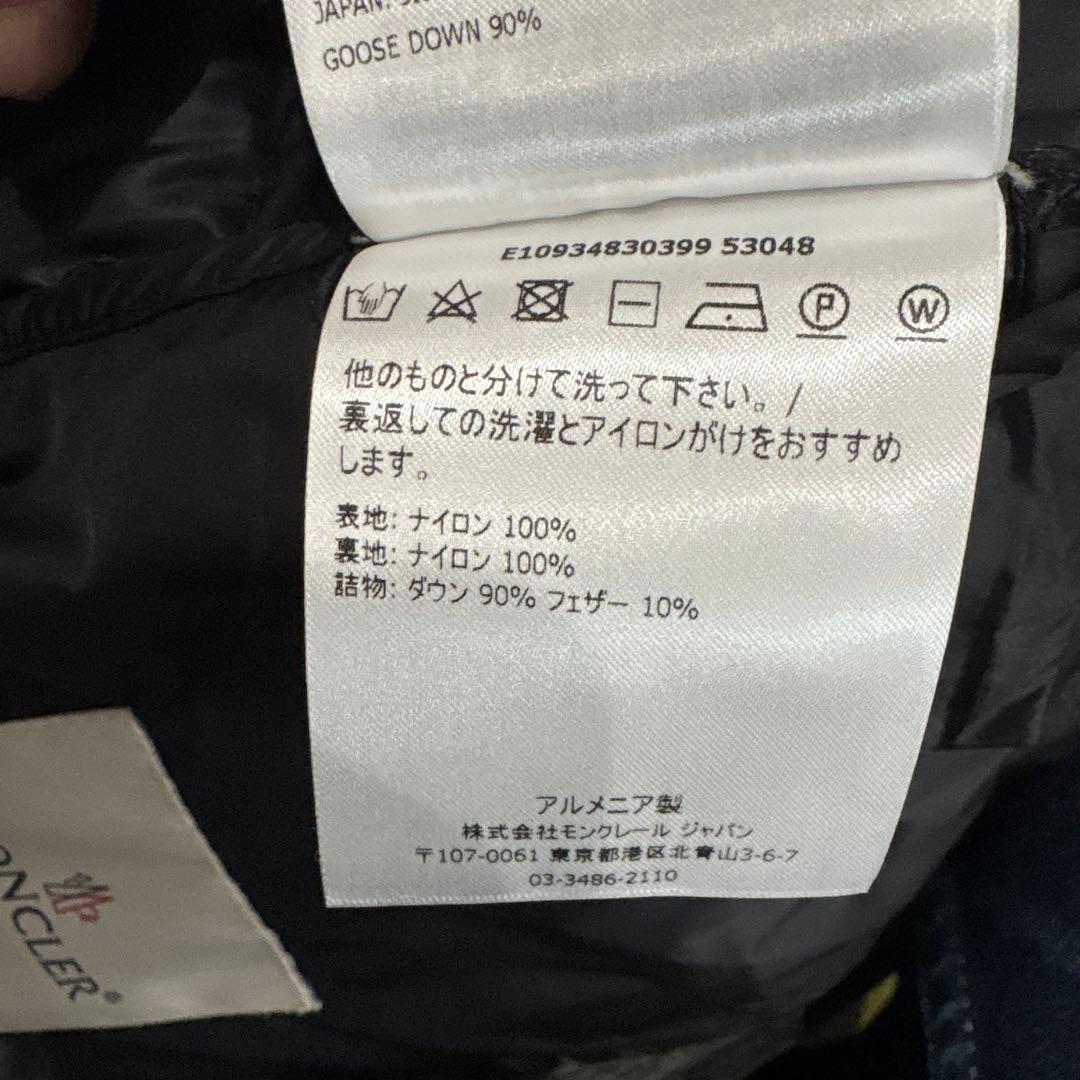 JAPAN:
GOOSE DOWN 90%
E10934830399 53048
P W
他のものと分けて洗って下さい。/
裏返しての洗濯とアイロンがけをおすすめ
します。
表地: ナイロン 100%
裏地: ナイロン 100%
詰物: ダウン 90% フェザー 10%
アルメニア製
株式会社モンクレール ジャパン
〒107-0061 東京都港区北青山3-6-7
03-3486-2110
ONCLER®